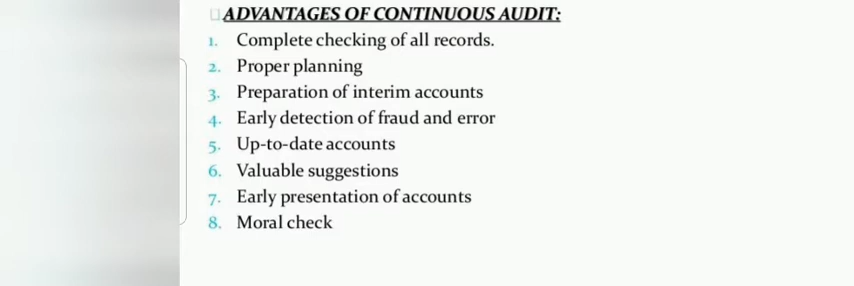 ADVANTAGES OF CONTINUOUS AUDIT:
1. Complete checking of all records.
2. Proper planning
3. Preparation of interim accounts
4. Early detection of fraud and error
5. Up-to-date accounts
6. Valuable suggestions
7. Early presentation of accounts
8. Moral check